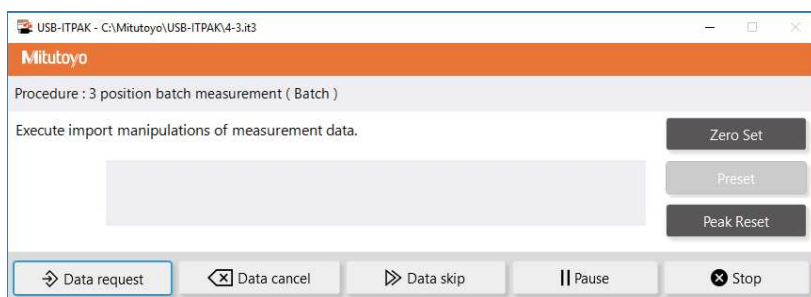 USB-ITPAK - C:\Mitutoyo\USB-ITPAK\4-3.it3
Mitutoyo
Procedure : 3 position batch measurement ( Batch )
Execute import manipulations of measurement data.
Zero Set
Preset
Peak Reset
Data request
Data cancel
Data skip
Pause
Stop